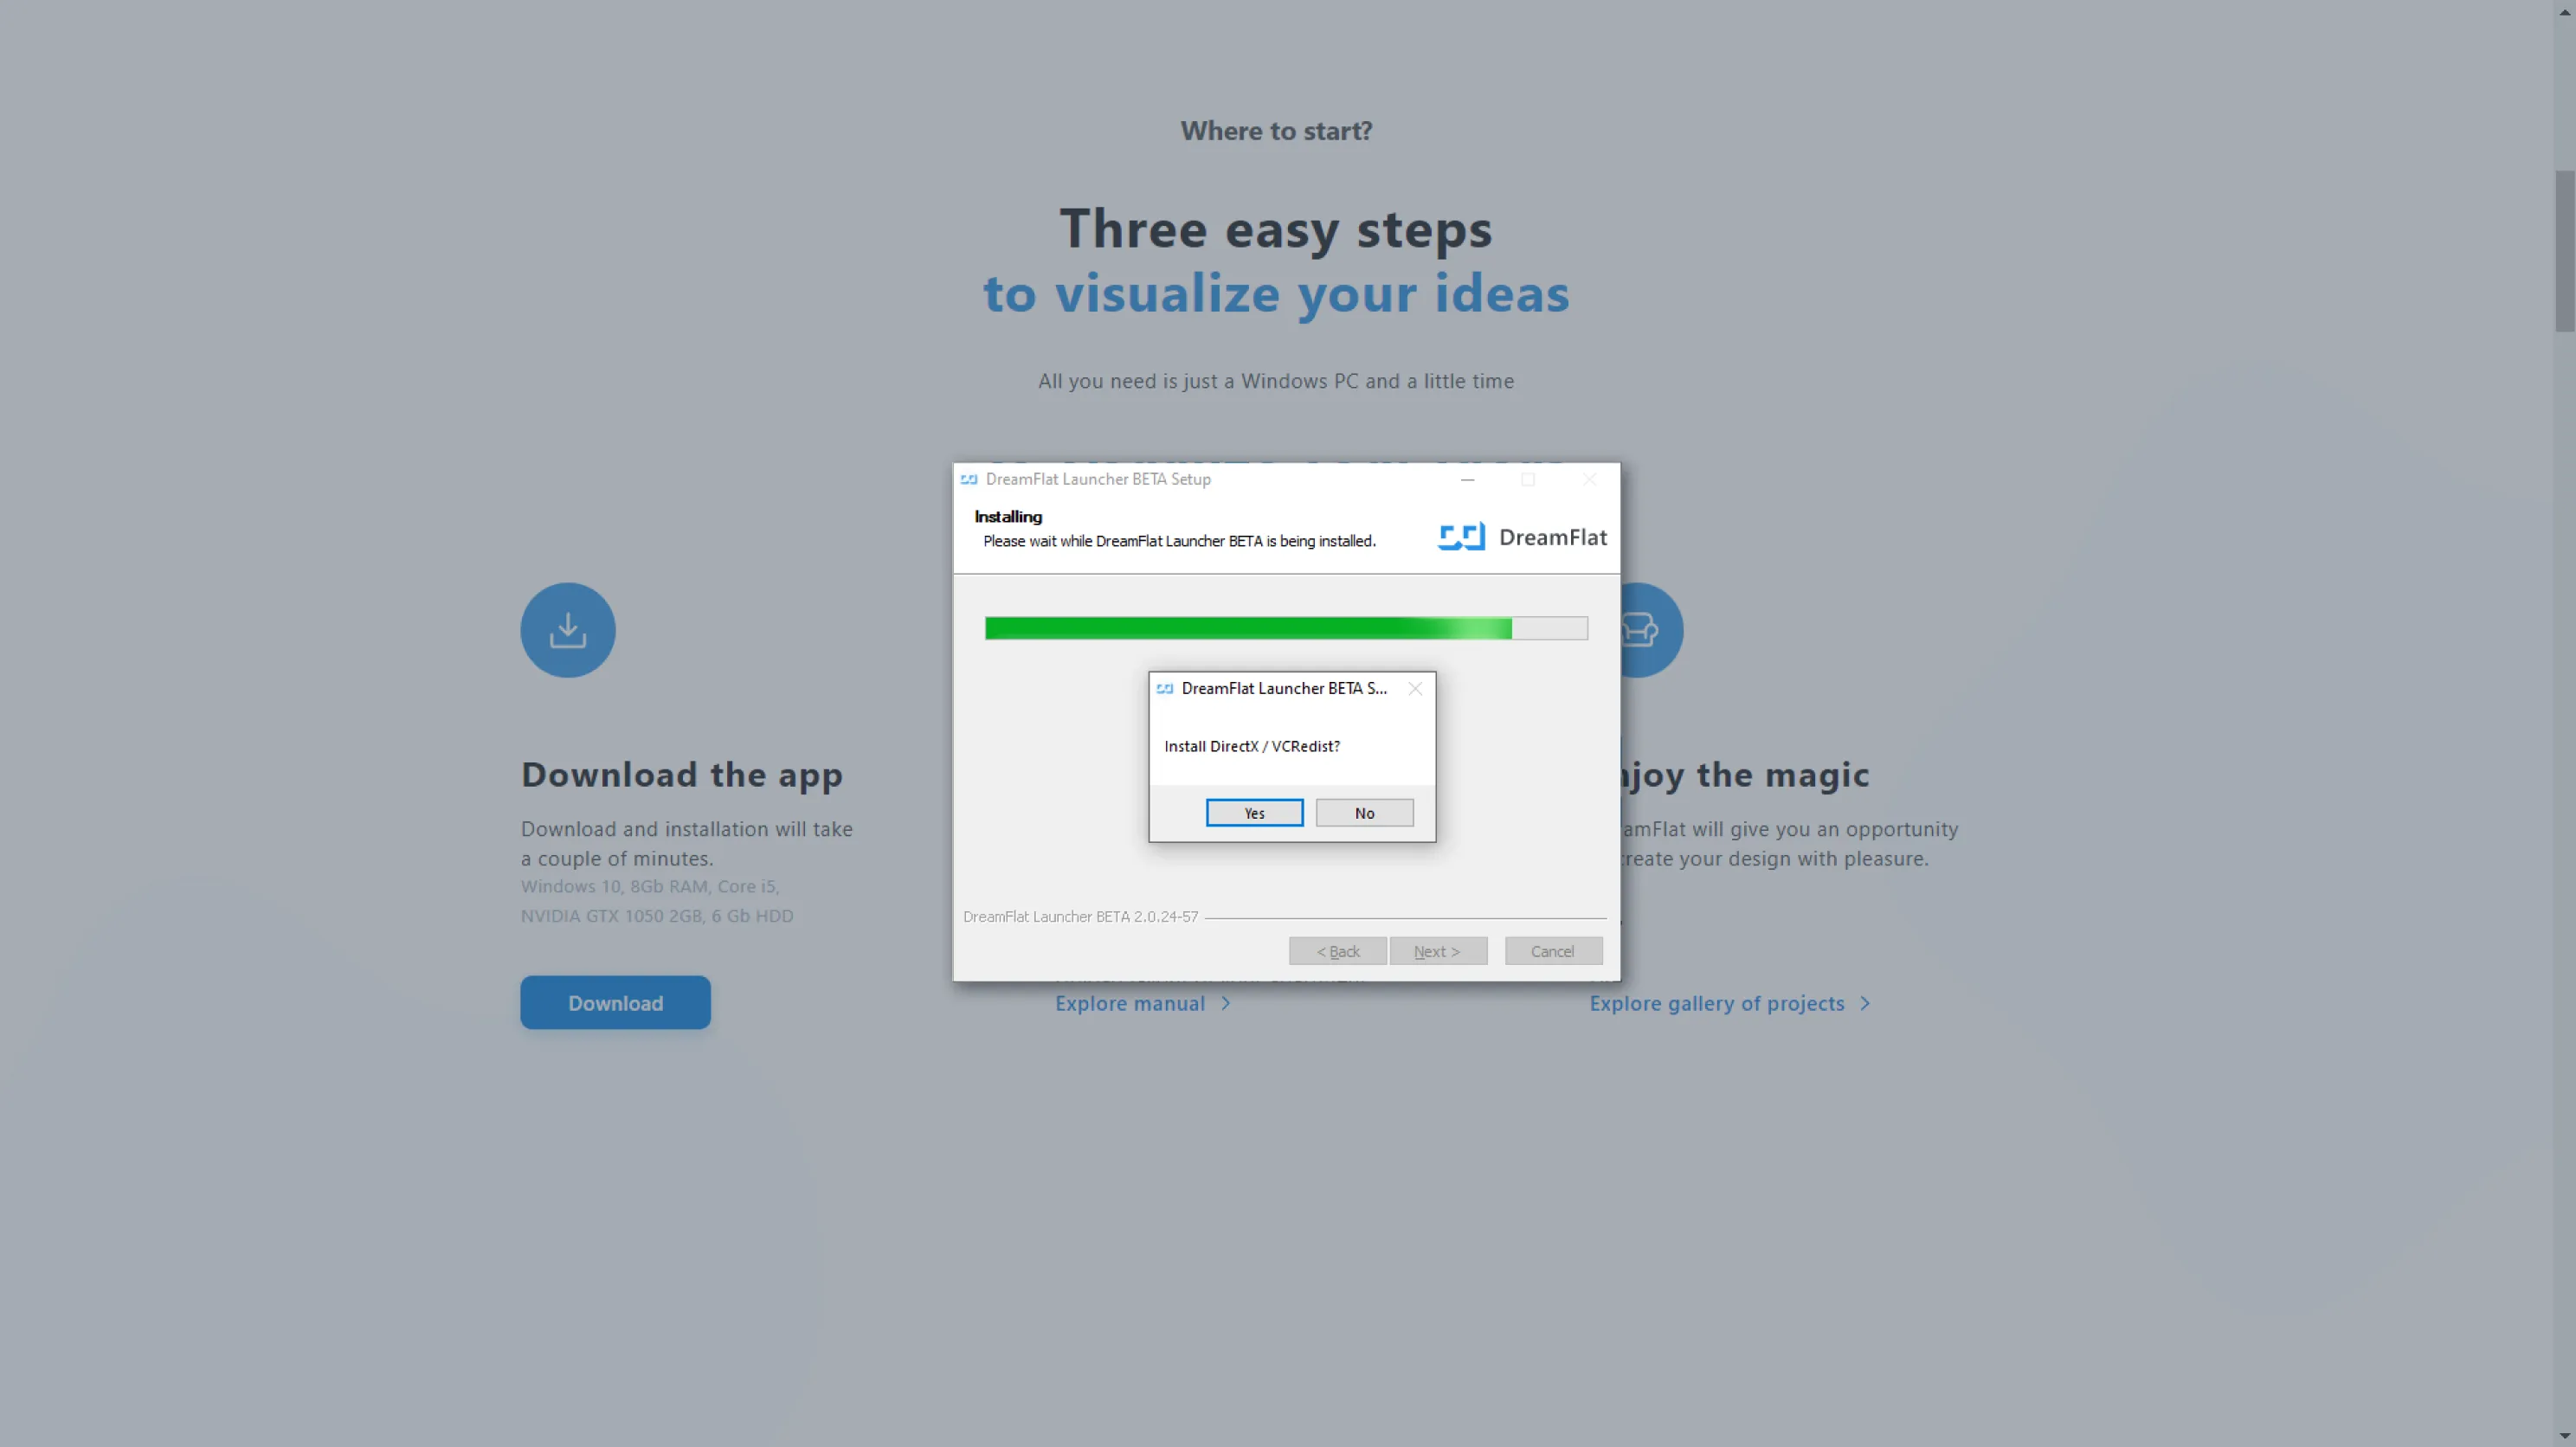 Where to start?
Three easy steps
to visualize your ideas
All you need is just a Windows PC and a little time
DreamFlat Launcher BETA Setup
Installing
Please wait while DreamFlat Launcher BETA is being installed.
DreamFlat
DreamFlat Launcher BETA S...
Install DirectX / VCRedist?
Yes
No
DreamFlat Launcher BETA 2.0.24-57
< Back
Next >
Cancel
Download the app
Download and installation will take
a couple of minutes.
Windows 10, 8Gb RAM, Core i5,
NVIDIA GTX 1050 2GB, 6 Gb HDD
Download
Explore manual >
njoy the magic
amFlat will give you an opportunity
create your design with pleasure.
Explore gallery of projects >